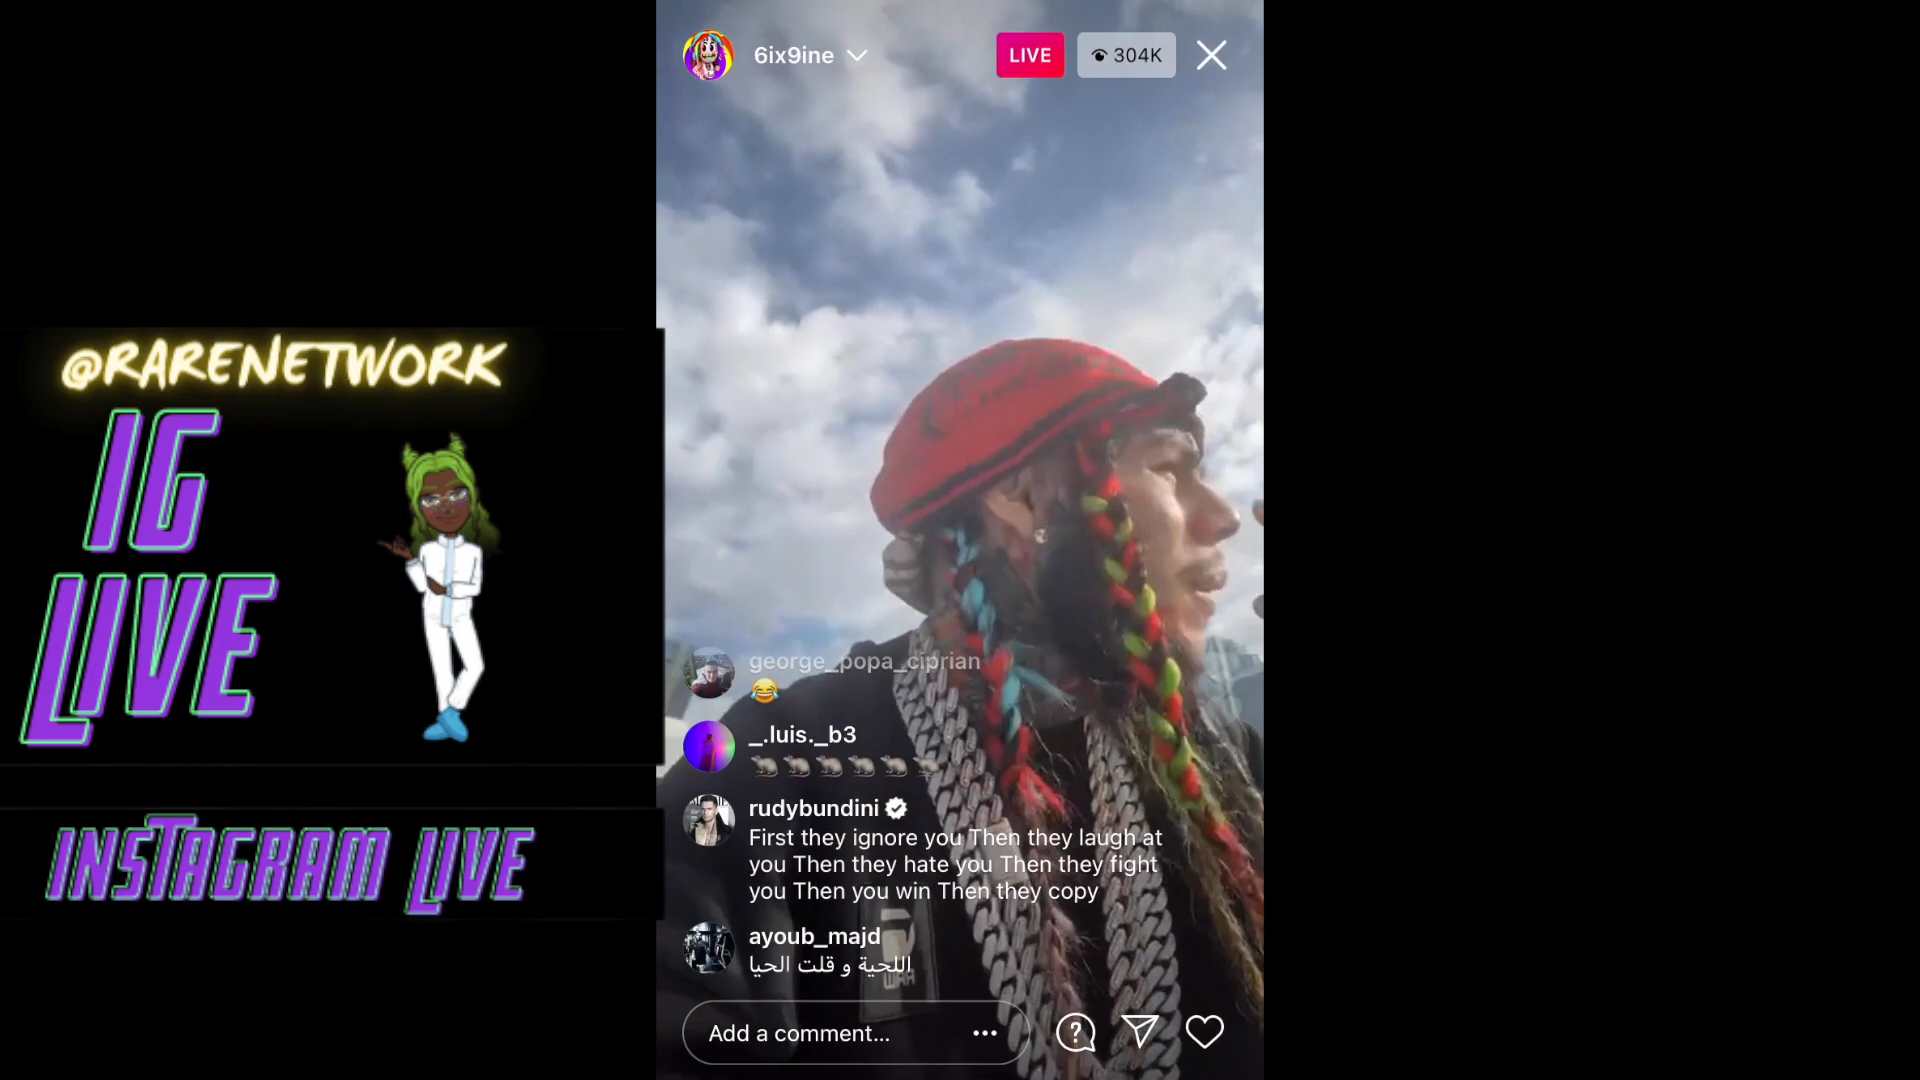 6ix9ine
LIVE
304K
@RARENETWORK
IG
LIVE
INSTAGRAM LIVE
george_popa_ciprian
😂
_.luis._b3
🐀🐀🐀🐀🐀🐀
rudybundini
First they ignore you Then they laugh at
you Then they hate you Then they fight
you Then you win Then they copy
ayoub_majd
اللحية و قلت الحيا
Add a comment...